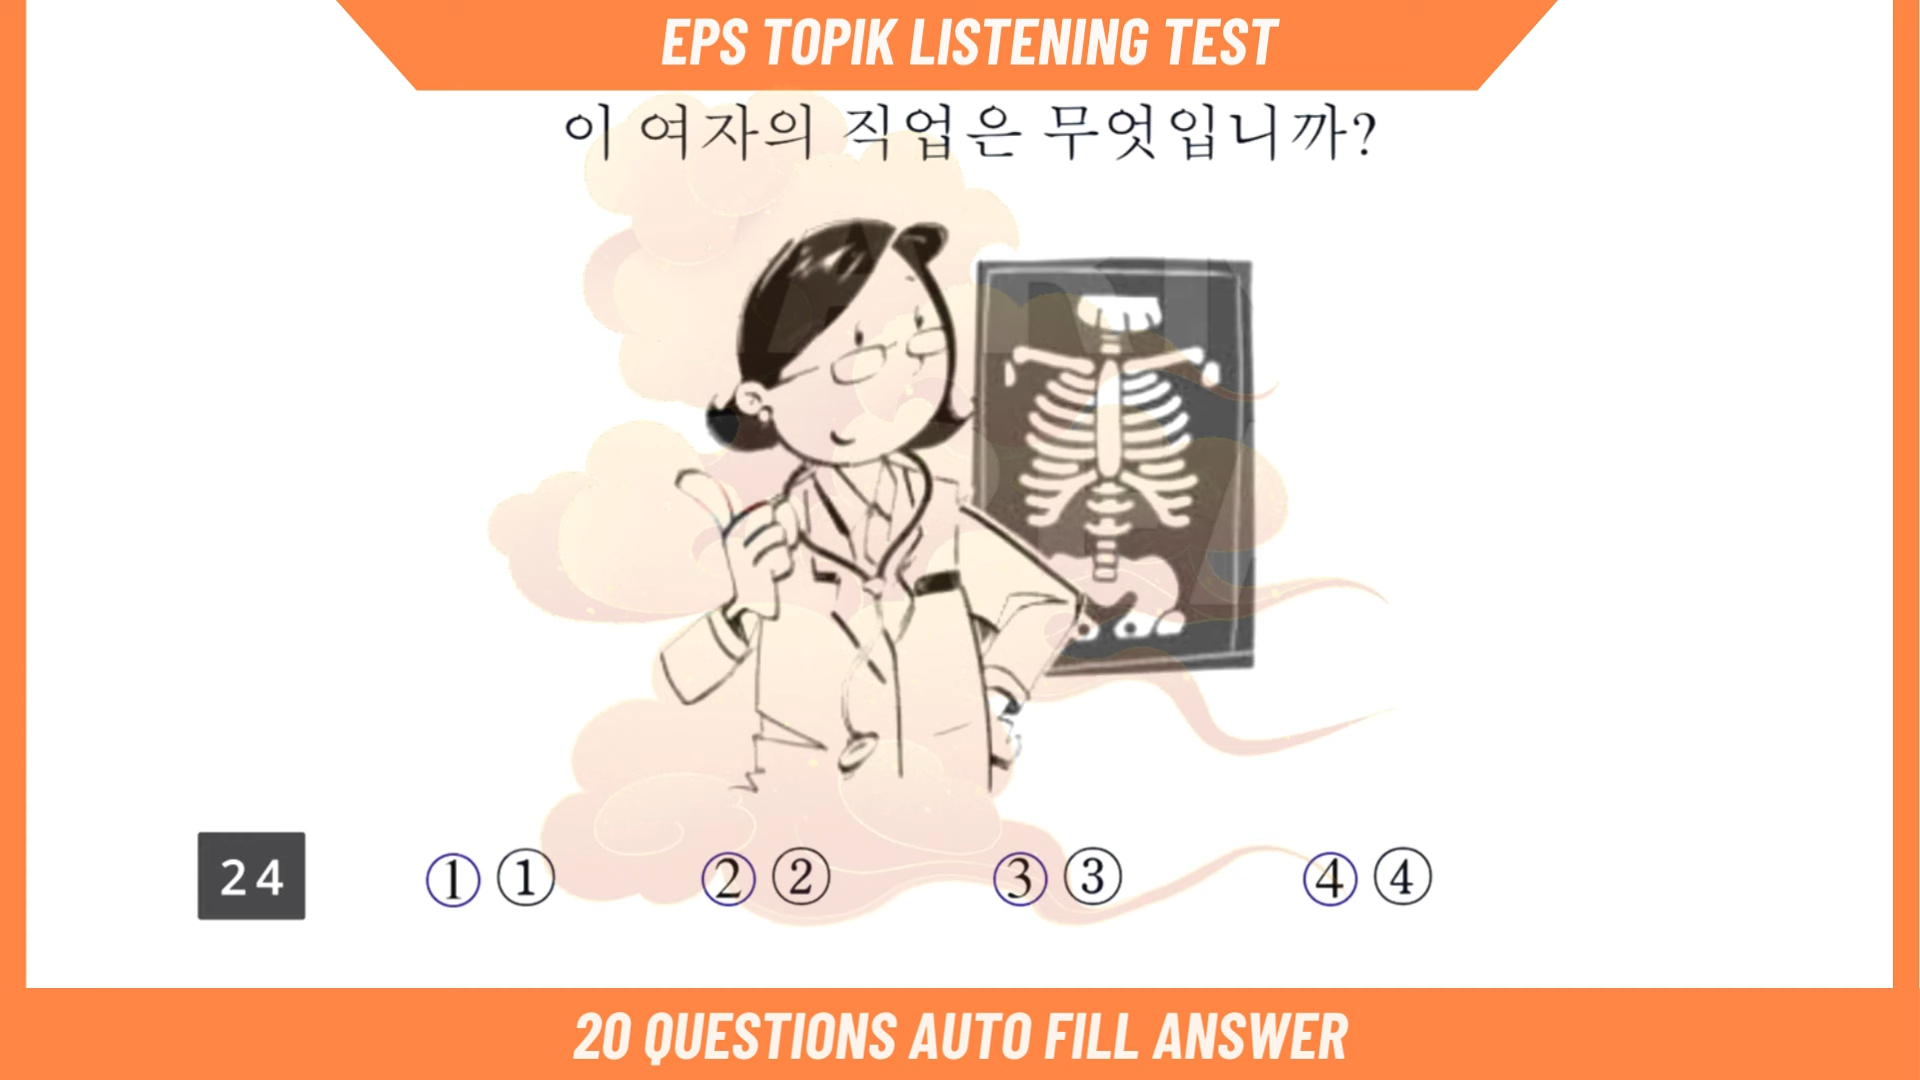 EPS TOPIK LISTENING TEST
이 여자의 직업은 무엇입니까?
24 ① ① ② ② ③ ③ ④ ④
20 QUESTIONS AUTO FILL ANSWER